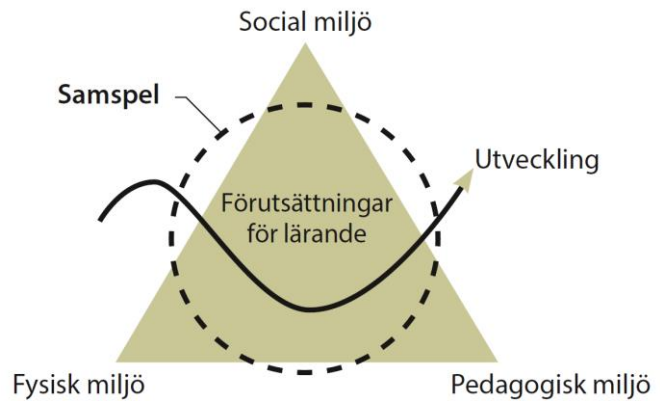 Social miljö
Samspel
Utveckling
Förutsättningar
för lärande
Fysisk miljö
Pedagogisk miljö